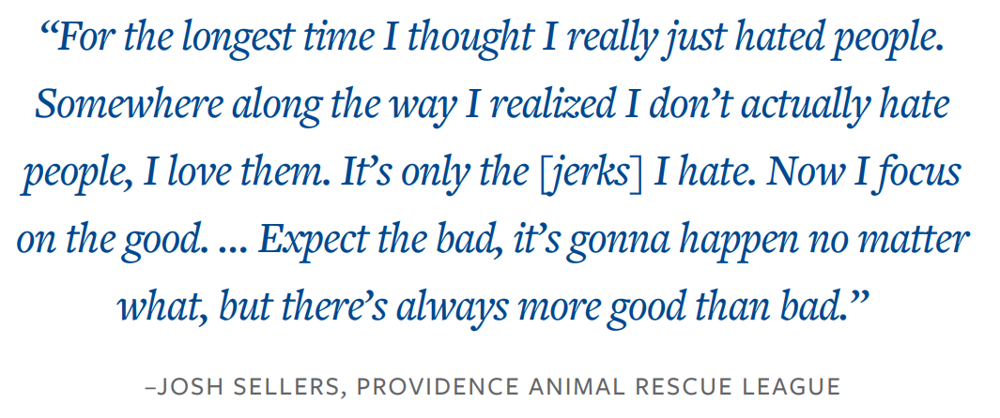 “For the longest time I thought I really just hated people.
Somewhere along the way I realized I don’t actually hate
people, I love them. It’s only the [jerks] I hate. Now I focus
on the good. ... Expect the bad, it’s gonna happen no matter
what, but there’s always more good than bad.”
–JOSH SELLERS, PROVIDENCE ANIMAL RESCUE LEAGUE